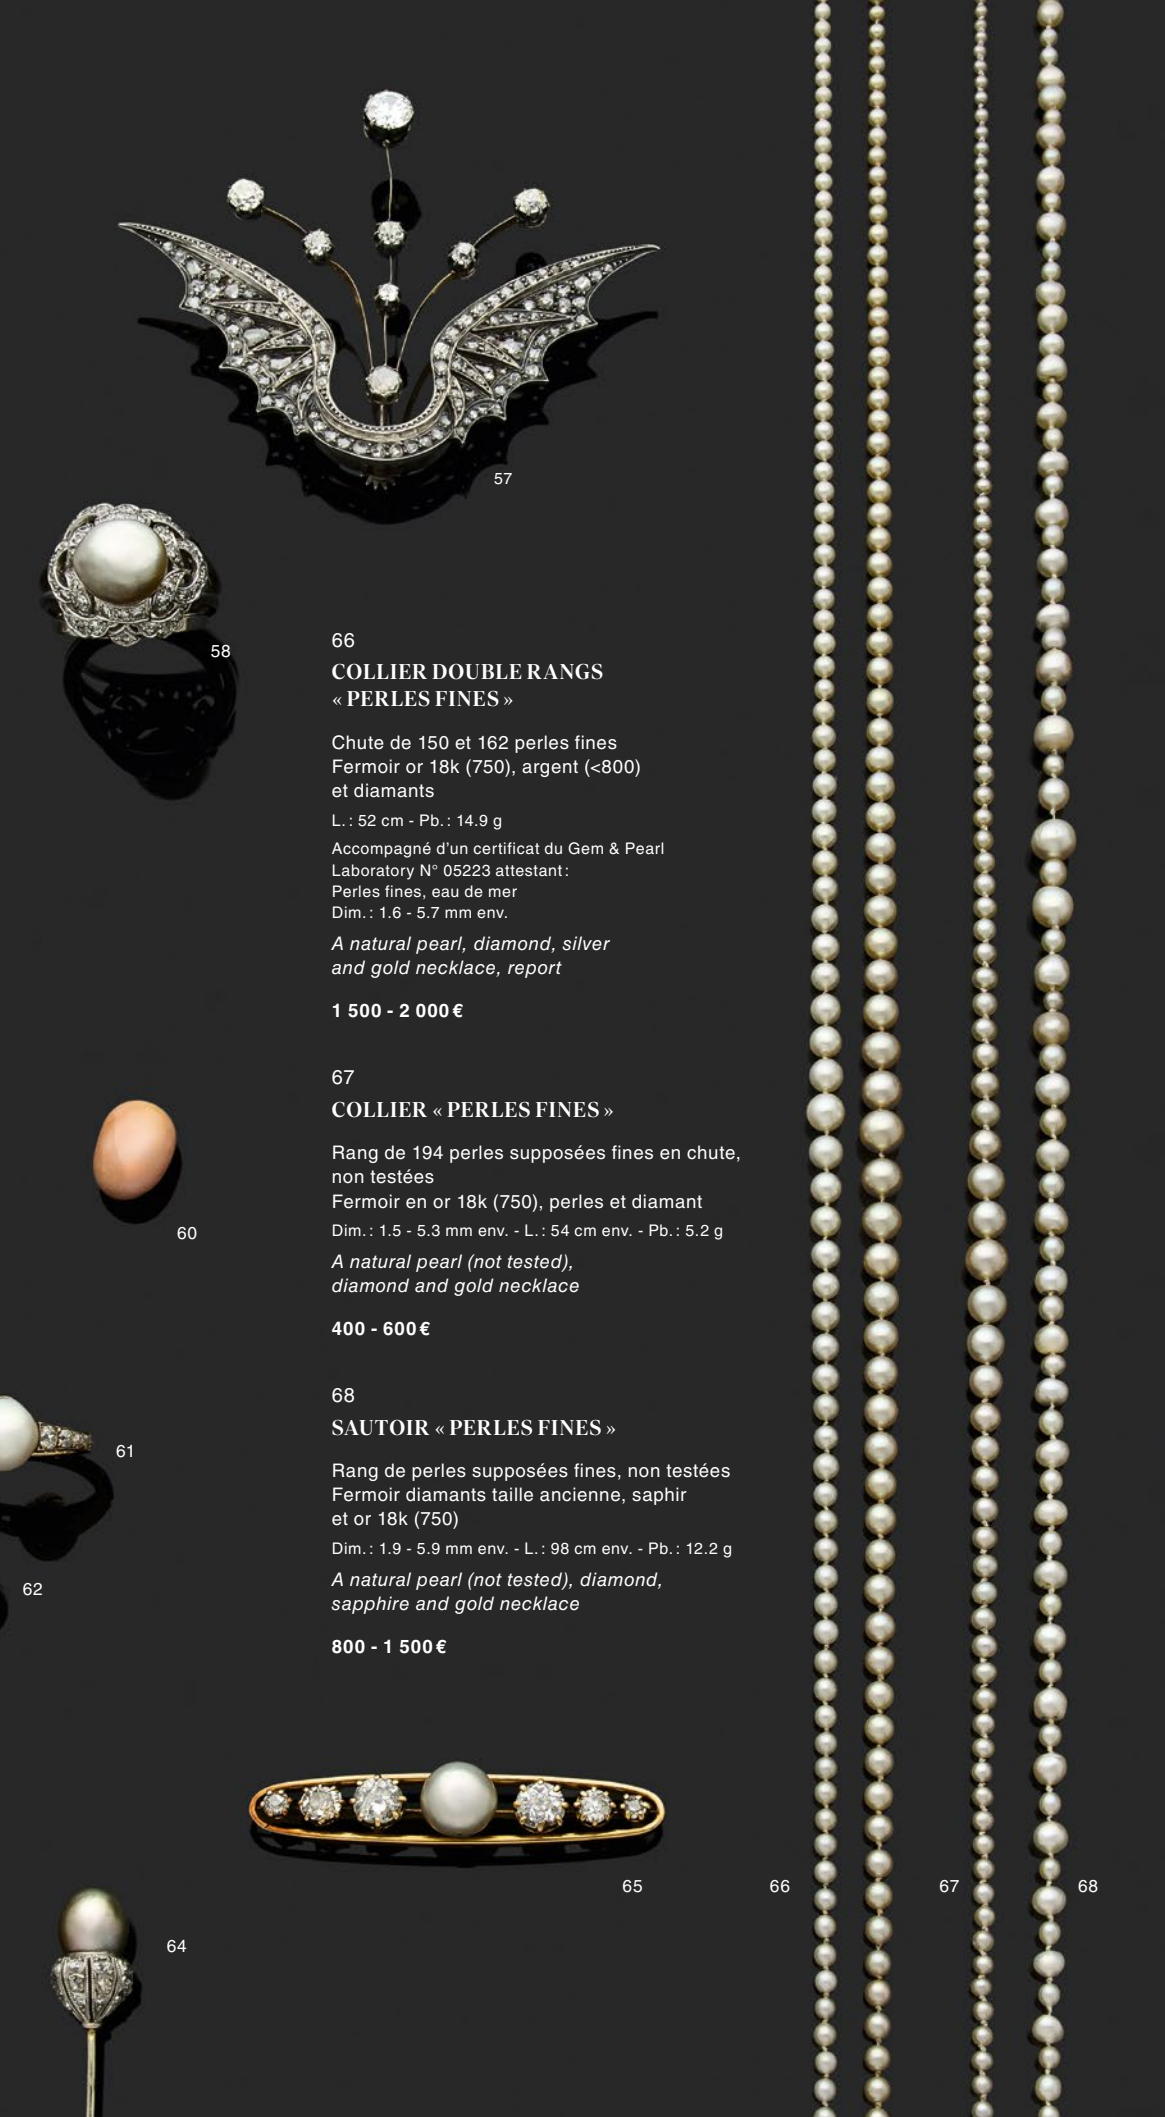 57
58
66
COLLIER DOUBLE RANGS
« PERLES FINES »
Chute de 150 et 162 perles fines
Fermoir or 18k (750), argent (<800)
et diamants
L. : 52 cm - Pb. : 14.9 g
Accompagné d'un certificat du Gem & Pearl
Laboratory N° 05223 attestant :
Perles fines, eau de mer
Dim. : 1.6 - 5.7 mm env.
A natural pearl, diamond, silver
and gold necklace, report
1 500 - 2 000 €
67
COLLIER « PERLES FINES »
Rang de 194 perles supposées fines en chute,
non testées
Fermoir en or 18k (750), perles et diamant
Dim. : 1.5 - 5.3 mm env. - L. : 54 cm env. - Pb. : 5.2 g
A natural pearl (not tested),
diamond and gold necklace
400 - 600 €
60
68
SAUTOIR « PERLES FINES »
Rang de perles supposées fines, non testées
Fermoir diamants taille ancienne, saphir
et or 18k (750)
Dim. : 1.9 - 5.9 mm env. - L. : 98 cm env. - Pb. : 12.2 g
A natural pearl (not tested), diamond,
sapphire and gold necklace
800 - 1 500 €
61
62
65
66
67
68
64